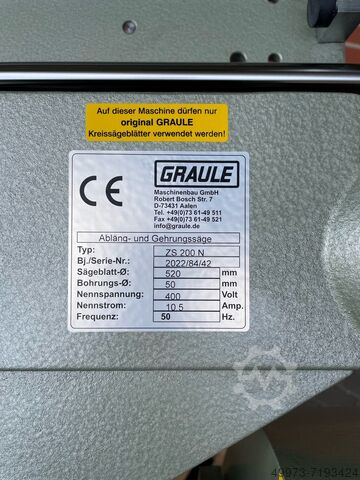 Auf dieser Maschine dürfen nur
original GRAULE
Kreissägeblätter verwendet werden!
CE
GRAULE
Maschinenbau GmbH
Robert Bosch Str. 7
D-73431 Aalen
Tel. +49(0)73 61-49 511
Fax +49(0)73 61-49 521
info@graule.de
Abläng- und Gehrungssäge
Typ: ZS 200 N
Bj./Serie-Nr.: 2022/84/42
Sägeblatt-Ø: 520 mm
Bohrungs-Ø: 50 mm
Nennspannung: 400 Volt
Nennstrom: 10.5 Amp.
Frequenz: 50 Hz.
49973-7193424